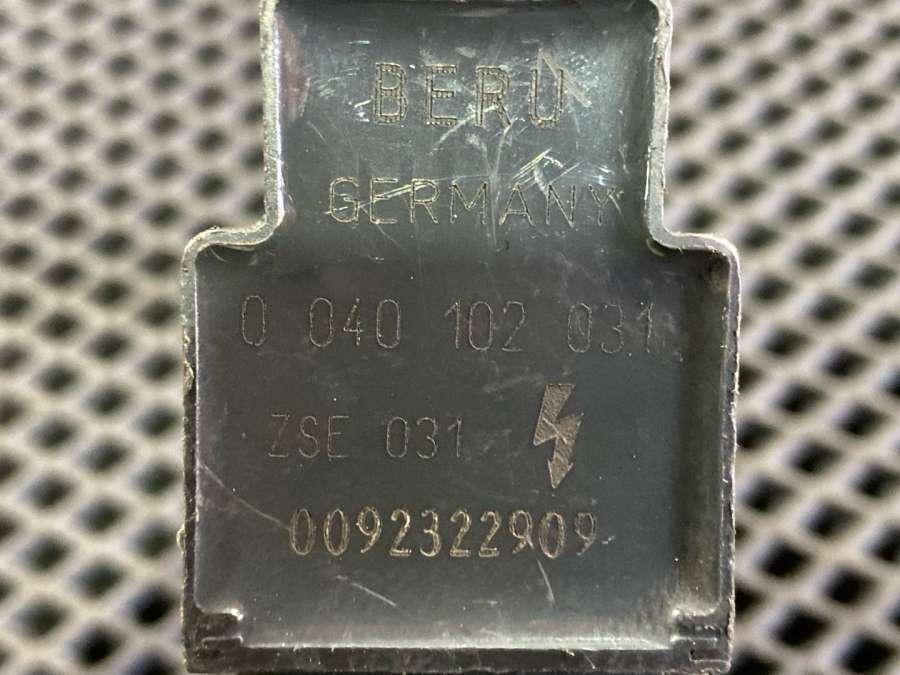 BERU
GERMANY
0 040 102 031
ZSE 031
0092322909